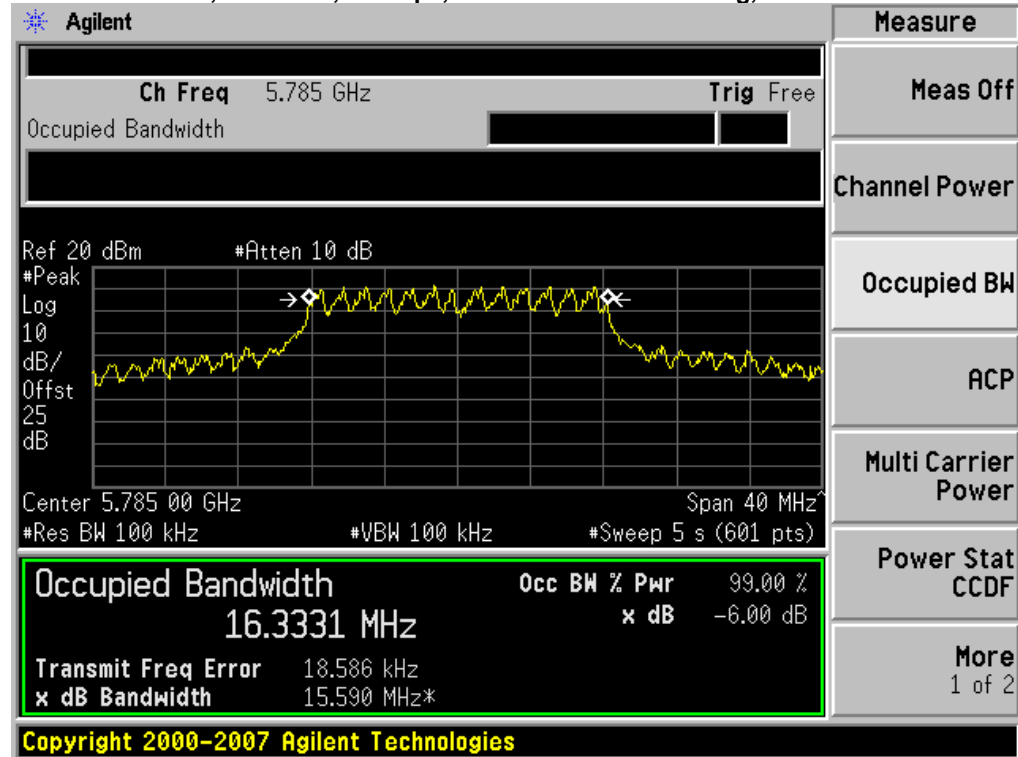 Agilent
Measure
Ch Freq 5.785 GHz Trig Free
Occupied Bandwidth
Meas Off
Channel Power
Occupied BW
ACP
Multi Carrier
Power
Power Stat
CCDF
More
1 of 2
Ref 20 dBm #Atten 10 dB
#Peak
Log
10
dB/
Offst
25
dB
Center 5.785 00 GHz Span 40 MHz^
#Res BW 100 kHz #VBW 100 kHz #Sweep 5 s (601 pts)
Occupied Bandwidth Occ BW % Pwr 99.00 %
16.3331 MHz x dB -6.00 dB
Transmit Freq Error 18.586 kHz
x dB Bandwidth 15.590 MHz*
Copyright 2000-2007 Agilent Technologies